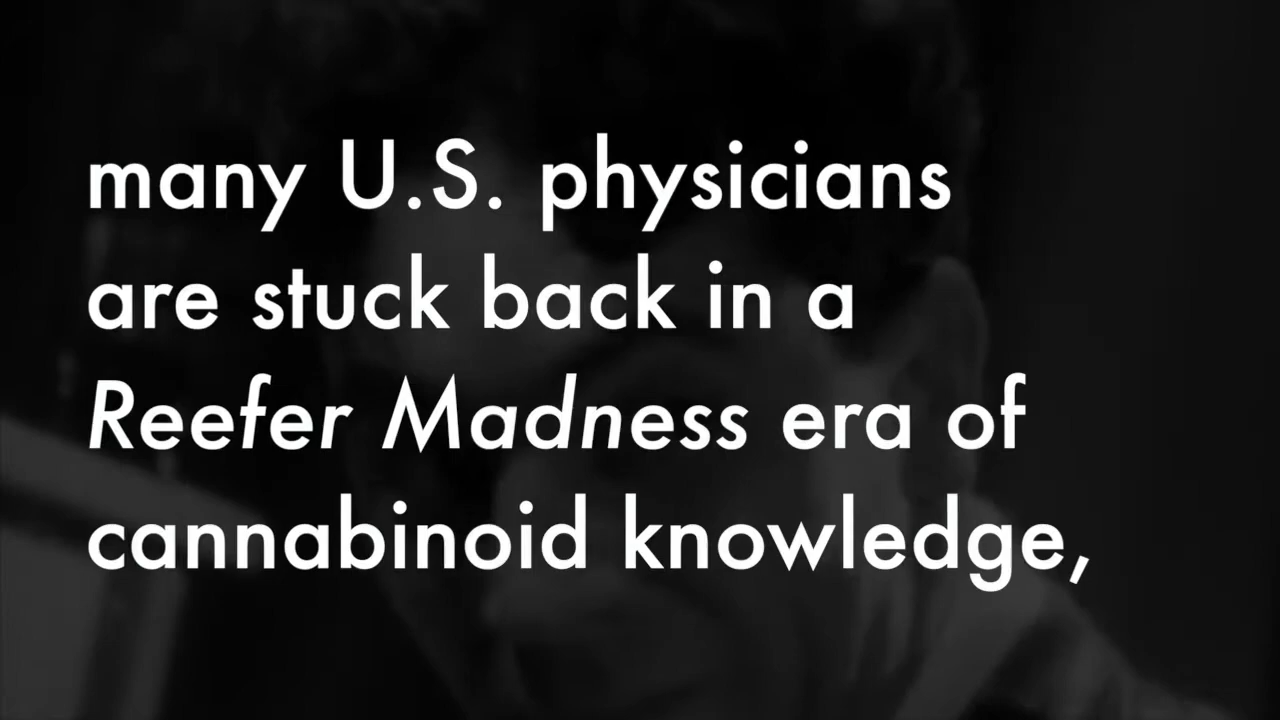 many U.S. physicians
are stuck back in a
Reefer Madness era of
cannabinoid knowledge,